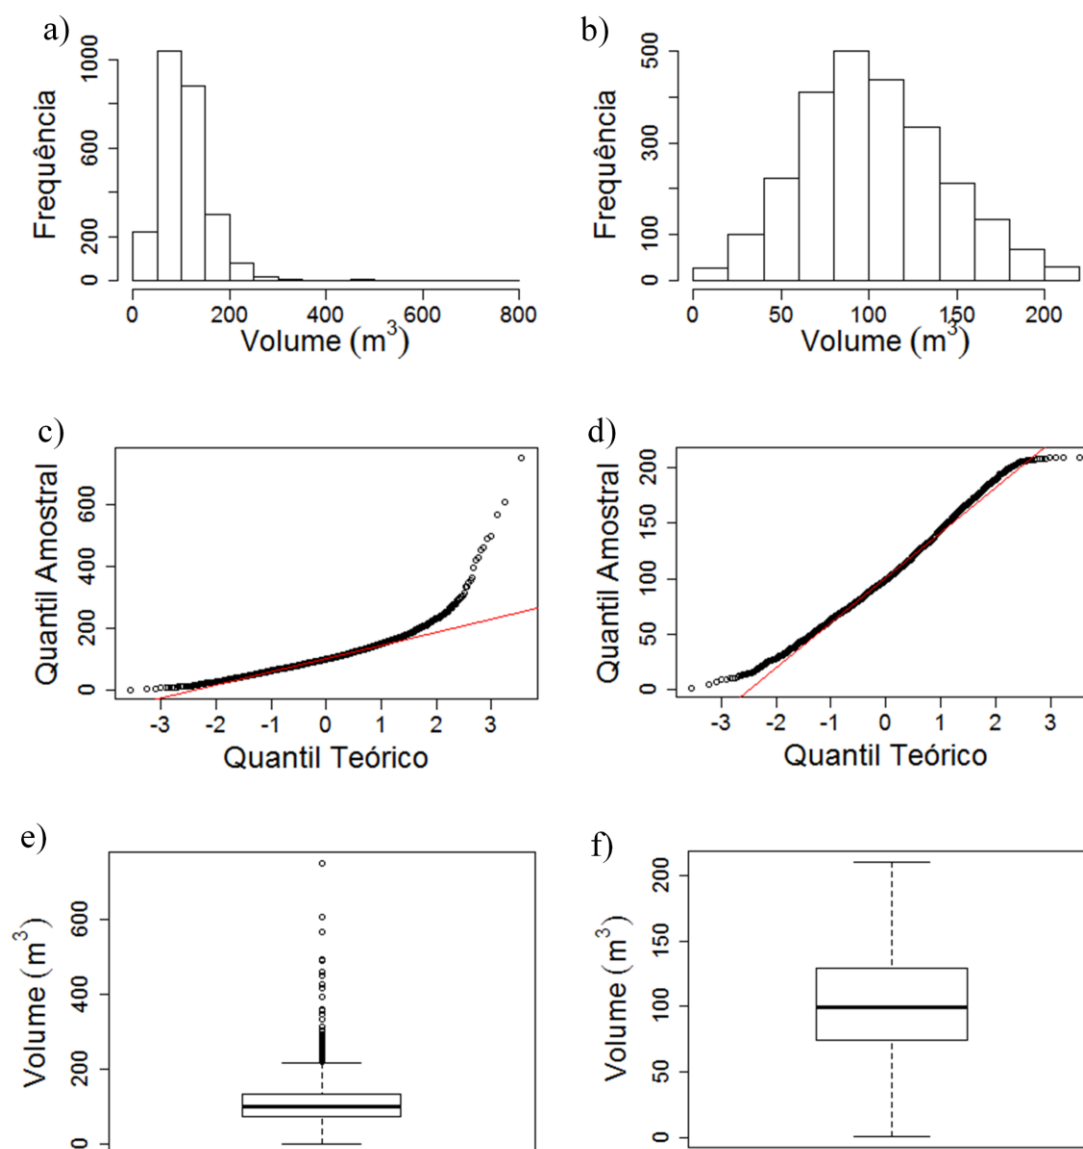 a)
Frequência
0 200 600 1000
0 200 400 600 800
Volume (m³)
b)
Frequência
0 100 300 500
0 50 100 150 200
Volume (m³)
c)
Quantil Amostral
0 200 400 600
-3 -2 -1 0 1 2 3
Quantil Teórico
d)
Quantil Amostral
0 50 100 150 200
-3 -2 -1 0 1 2 3
Quantil Teórico
e)
Volume (m³)
0 200 400 600
f)
Volume (m³)
0 50 100 150 200